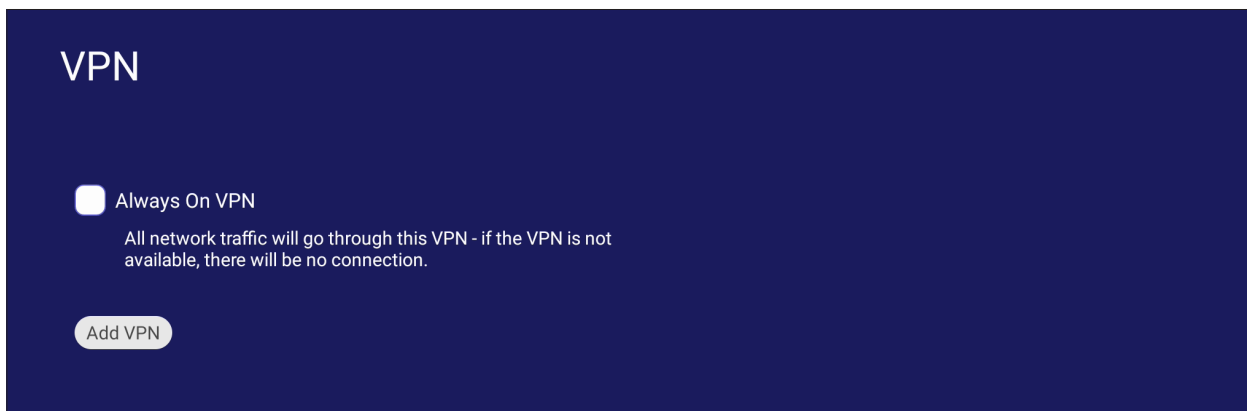 VPN
Always On VPN
All network traffic will go through this VPN - if the VPN is not
available, there will be no connection.
Add VPN